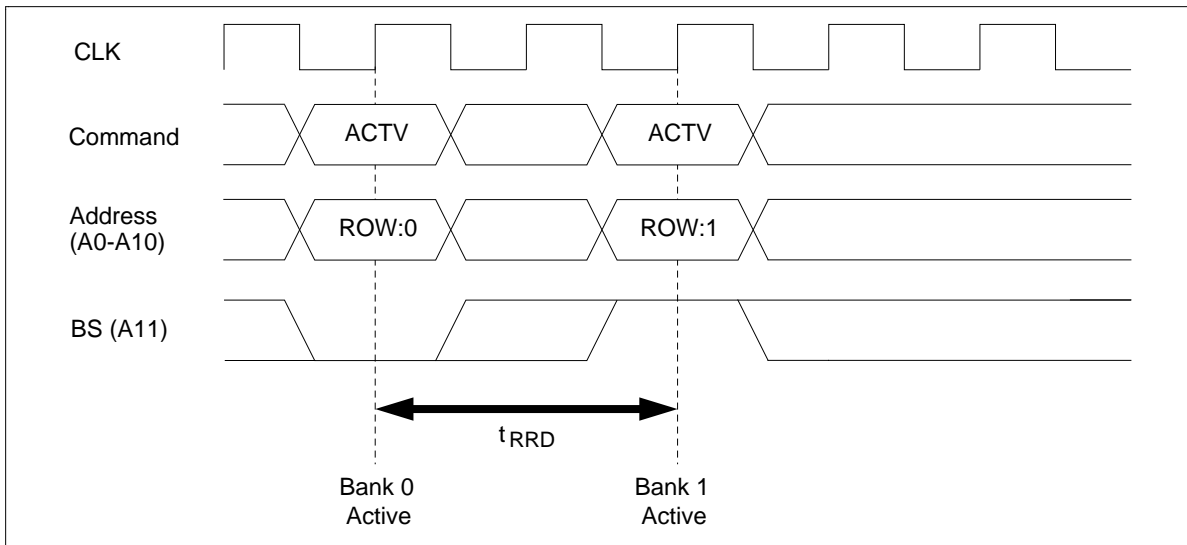 CLK
Command
ACTV
ACTV
Address
(A0-A10)
ROW:0
ROW:1
BS (A11)
t RRD
Bank 0
Active
Bank 1
Active